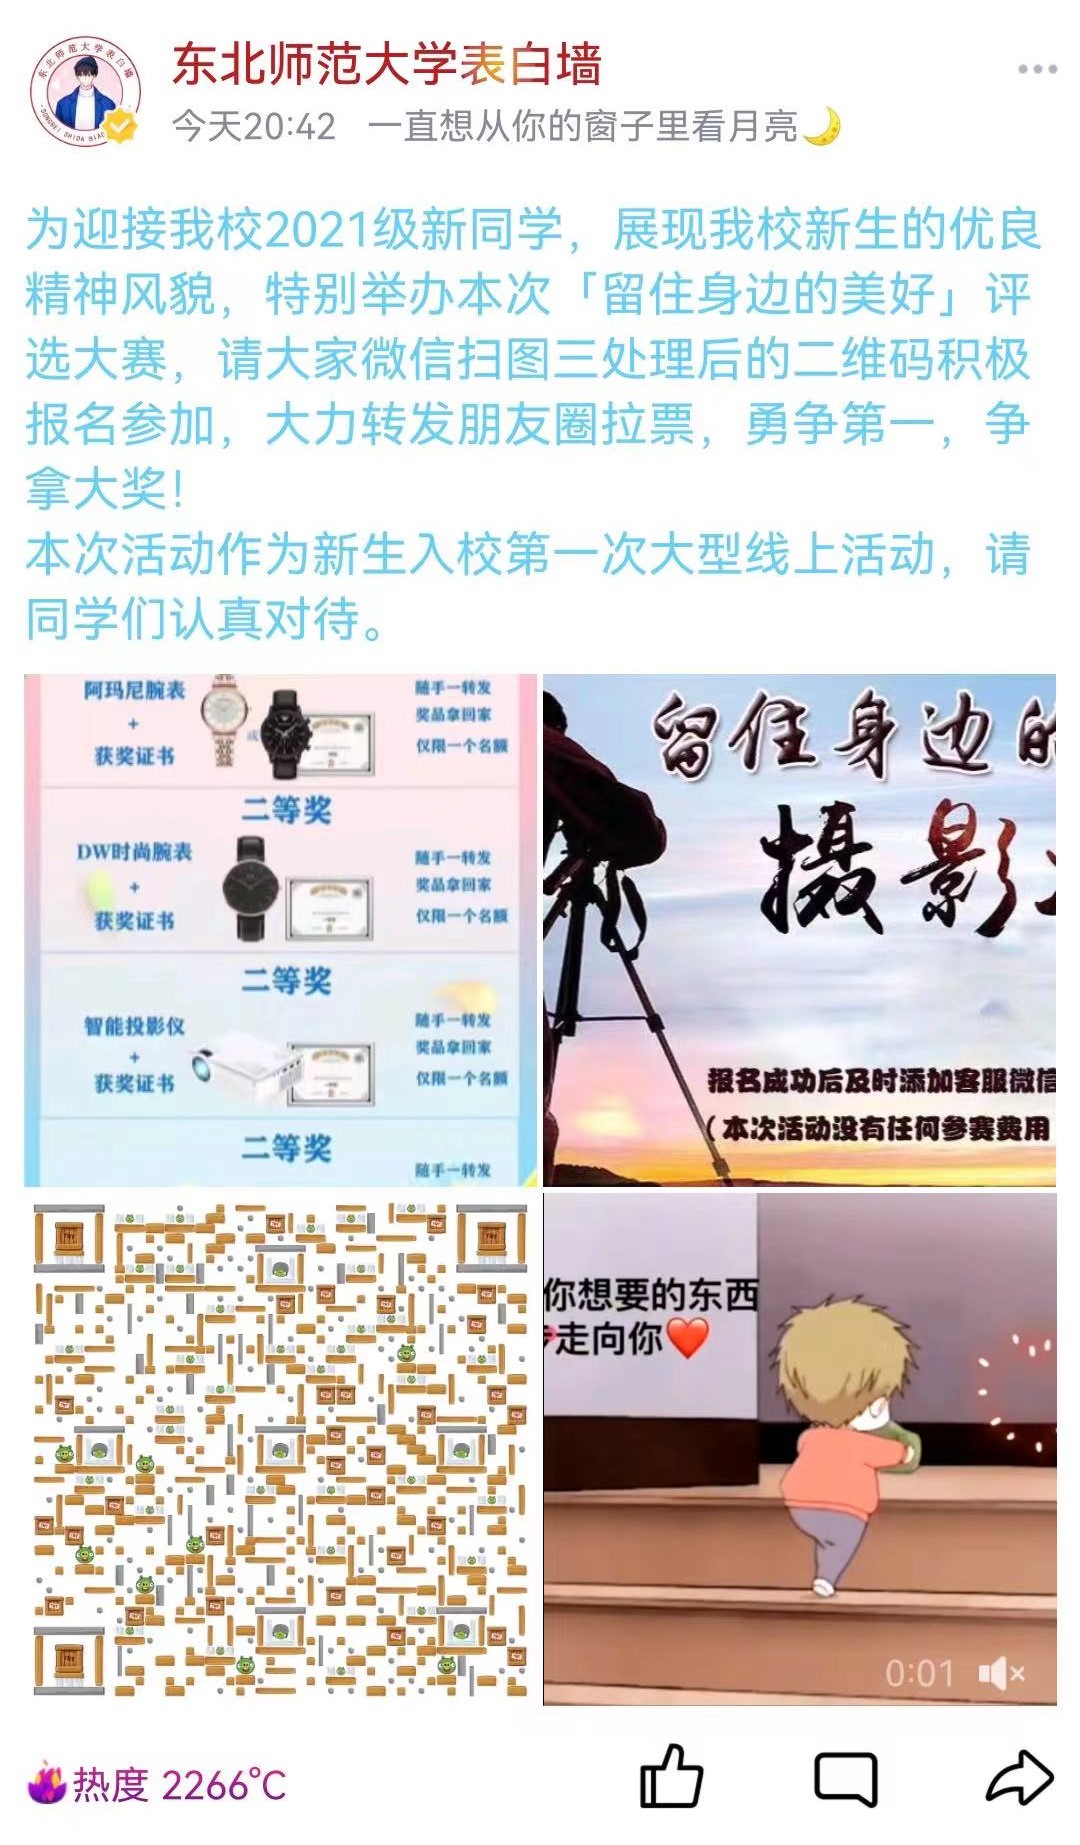 东北师范大学表白墙
今天20:42 一直想从你的窗子里看月亮🌙
为迎接我校2021级新同学，展现我校新生的优良
精神风貌，特别举办本次「留住身边的美好」评
选大赛，请大家微信扫图三处理后的二维码积极
报名参加，大力转发朋友圈拉票，勇争第一，争
拿大奖！
本次活动作为新生入校第一次大型线上活动，请
同学们认真对待。
阿玛尼腕表
+
获奖证书
或
随手一转发
奖品拿回家
仅限一个名额
二等奖
DW时尚腕表
+
获奖证书
随手一转发
奖品拿回家
仅限一个名额
二等奖
智能投影仪
+
获奖证书
随手一转发
奖品拿回家
仅限一个名额
二等奖
随手一转发
留住身边的
摄影
报名成功后及时添加客服微信
（本次活动没有任何参赛费用
你想要的东西
走向你❤️
0:01
热度 2266℃